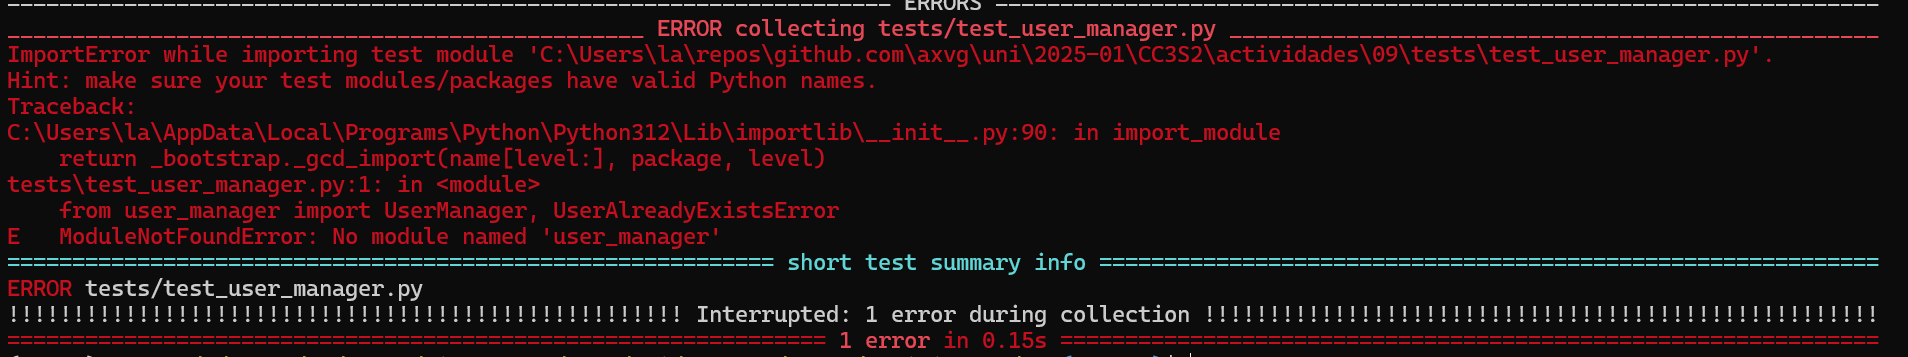 ==================================================================== ERRORS ====================================================================
_________________________________________________ ERROR collecting tests/test_user_manager.py __________________________________________________
ImportError while importing test module 'C:\Users\la\repos\github.com\axvg\uni\2025-01\CC3S2\actividades\09\tests\test_user_manager.py'.
Hint: make sure your test modules/packages have valid Python names.
Traceback:
C:\Users\la\AppData\Local\Programs\Python\Python312\Lib\importlib\__init__.py:90: in import_module
    return _bootstrap._gcd_import(name[level:], package, level)
tests\test_user_manager.py:1: in <module>
    from user_manager import UserManager, UserAlreadyExistsError
E   ModuleNotFoundError: No module named 'user_manager'
=========================================================== short test summary info ============================================================
ERROR tests/test_user_manager.py
!!!!!!!!!!!!!!!!!!!!!!!!!!!!!!!!!!!!!!!!!!!!!!!!!!!! Interrupted: 1 error during collection !!!!!!!!!!!!!!!!!!!!!!!!!!!!!!!!!!!!!!!!!!!!!!!!!!!!
=============================================================== 1 error in 0.15s ===============================================================